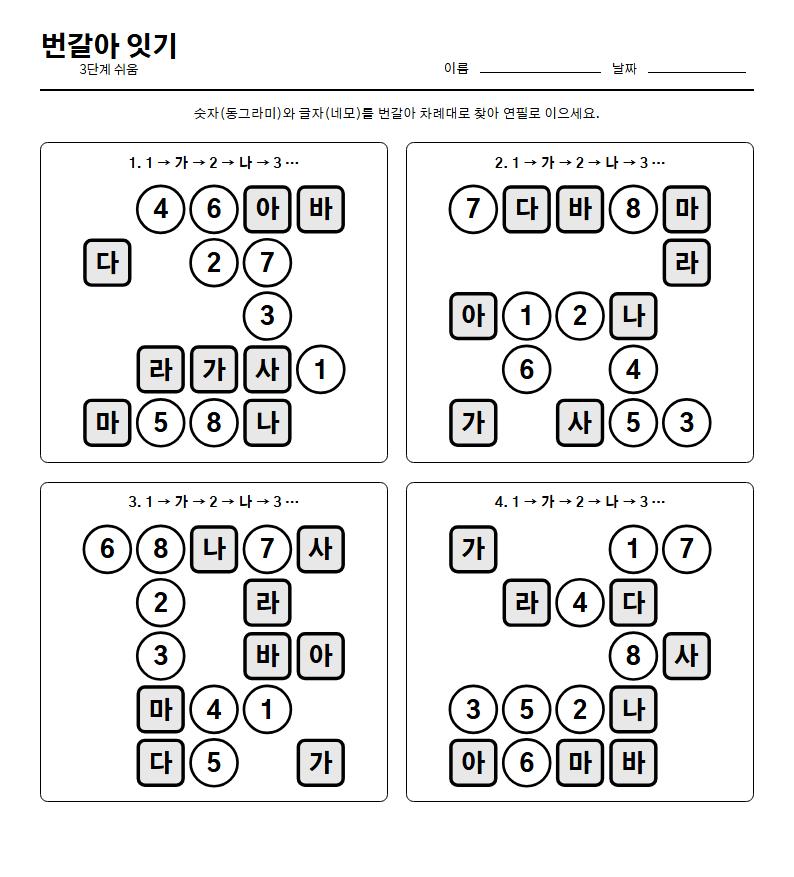 번갈아 잇기
3단계 쉬움
이름 날짜
숫자(동그라미)와 글자(네모)를 번갈아 차례대로 찾아 연필로 이으세요.
1. 1 → 가 → 2 → 나 → 3 ···
4 6 아 바
다 2 7
3
라 가 사 1
마 5 8 나
2. 1 → 가 → 2 → 나 → 3 ···
7 다 바 8 마
라
아 1 2 나
6 4
가 사 5 3
3. 1 → 가 → 2 → 나 → 3 ···
6 8 나 7 사
2 라
3 바 아
마 4 1
다 5 가
4. 1 → 가 → 2 → 나 → 3 ···
가 1 7
라 4 다
8 사
3 5 2 나
아 6 마 바